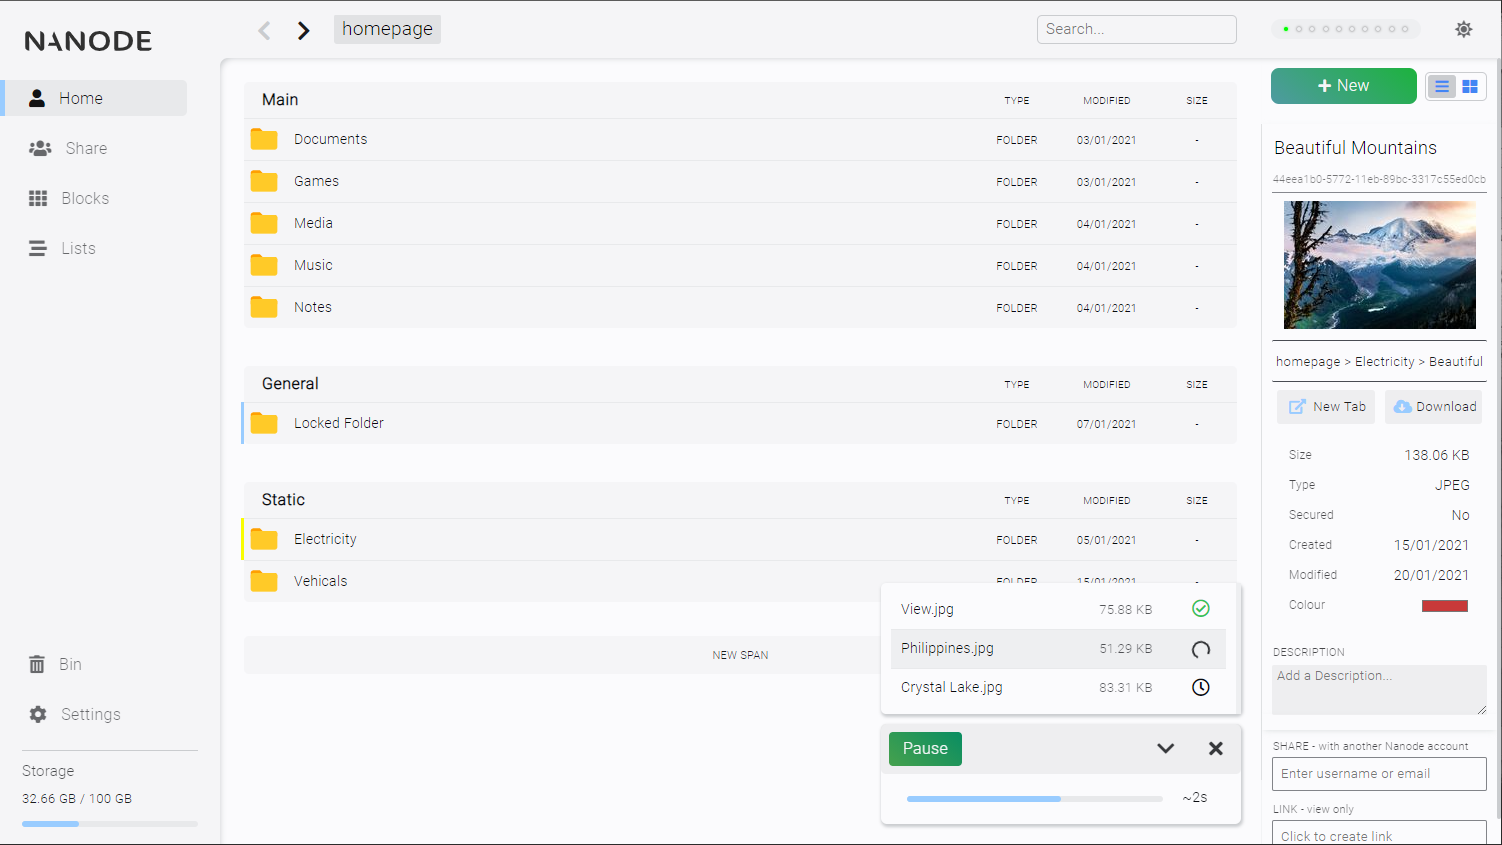 NANODE
homepage
Search...
Home
Share
Blocks
Lists
Bin
Settings
Storage
32.66 GB / 100 GB
Main TYPE MODIFIED SIZE
Documents FOLDER 03/01/2021 -
Games FOLDER 03/01/2021 -
Media FOLDER 04/01/2021 -
Music FOLDER 04/01/2021 -
Notes FOLDER 04/01/2021 -
General TYPE MODIFIED SIZE
Locked Folder FOLDER 07/01/2021 -
Static TYPE MODIFIED SIZE
Electricity FOLDER 05/01/2021 -
Vehicals FOLDER 15/01/2021 -
NEW SPAN
View.jpg 75.88 KB
Philippines.jpg 51.29 KB
Crystal Lake.jpg 83.31 KB
Pause
~2s
+ New
Beautiful Mountains
44eea1b0-5772-11eb-89bc-3317c55ed0cb
homepage > Electricity > Beautiful
New Tab Download
Size 138.06 KB
Type JPEG
Secured No
Created 15/01/2021
Modified 20/01/2021
Colour
DESCRIPTION
Add a Description...
SHARE - with another Nanode account
Enter username or email
LINK - view only
Click to create link